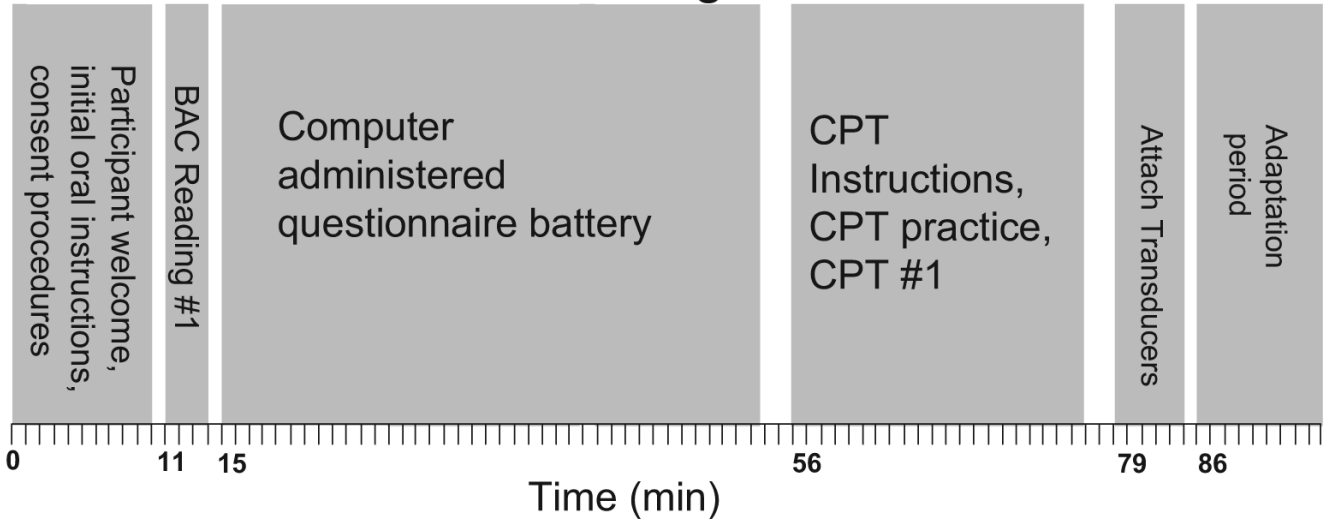 Participant welcome,
initial oral instructions,
consent procedures
BAC Reading #1
Computer
administered
questionnaire battery
CPT
Instructions,
CPT practice,
CPT #1
Attach Transducers
Adaptation
period
0
11
15
56
79
86
Time (min)